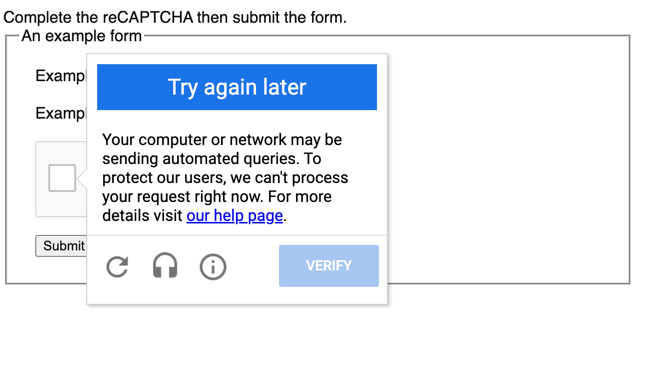 Complete the reCAPTCHA then submit the form.
An example form
Try again later
Your computer or network may be
sending automated queries. To
protect our users, we can't process
your request right now. For more
details visit our help page.
VERIFY
Submit